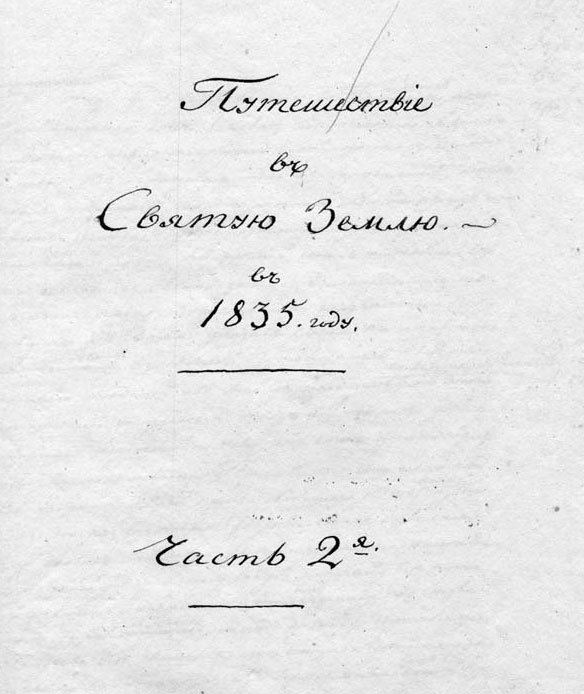 Путешествіе
въ
Святую Землю.
въ
1835. году.
Часть 2я.